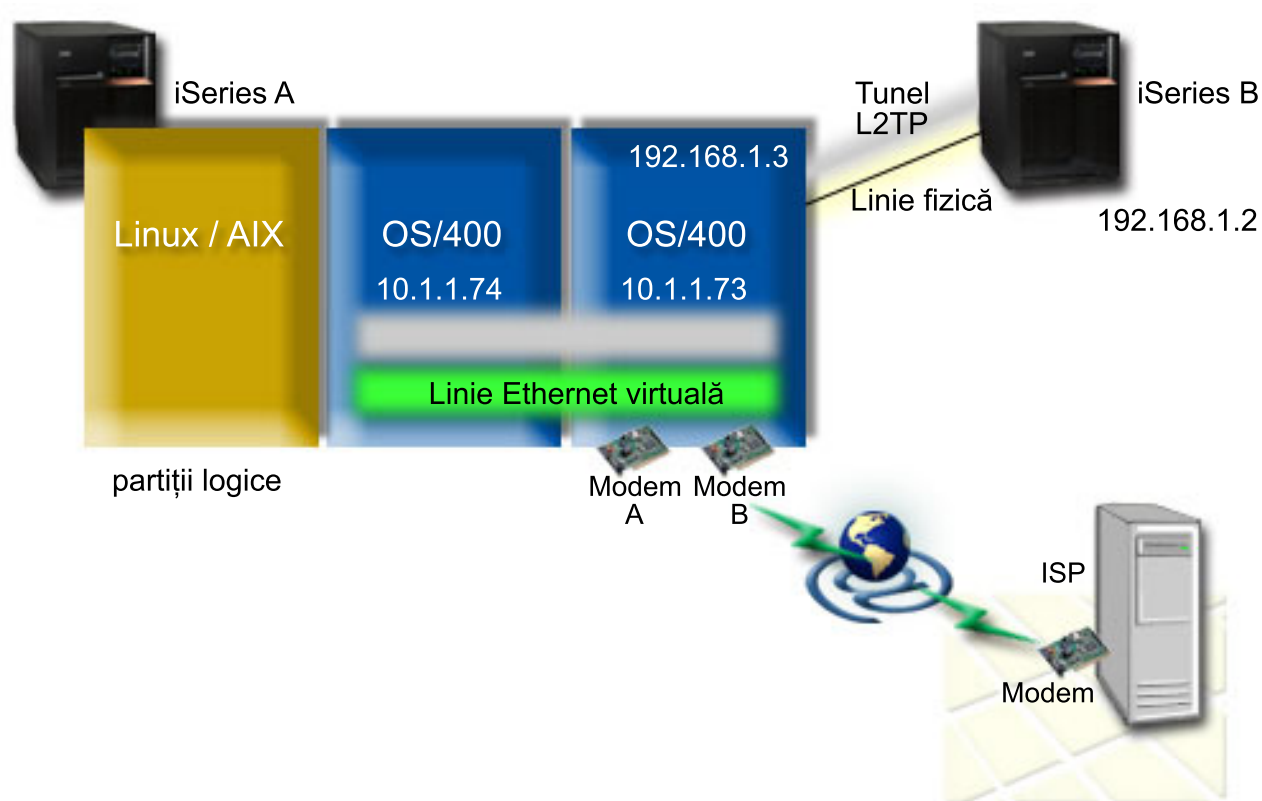 iSeries A
Tunel
L2TP
iSeries B
192.168.1.3
Linie fizică
192.168.1.2
Linux / AIX
OS/400
OS/400
10.1.1.74
10.1.1.73
Linie Ethernet virtuală
partiții logice
Modem
A
Modem
B
ISP
Modem